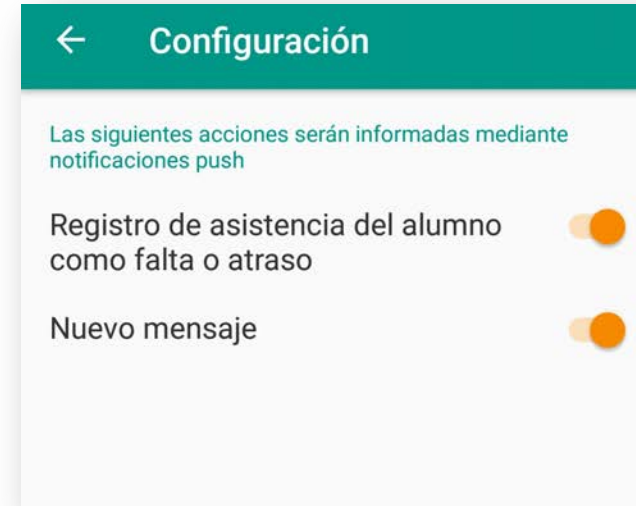 Configuración
Las siguientes acciones serán informadas mediante
notificaciones push
Registro de asistencia del alumno
como falta o atraso
Nuevo mensaje